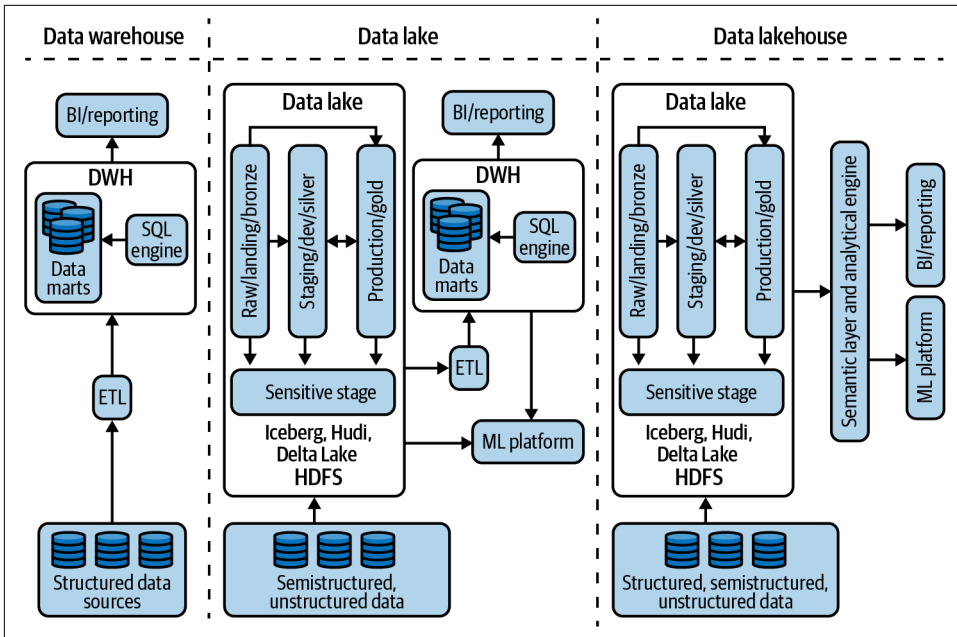 Data warehouse
BI/reporting
DWH
Data
marts
SQL
engine
ETL
Structured data
sources
Data lake
Data lake
Raw/landing/bronze
Staging/dev/silver
Production/gold
Sensitive stage
Iceberg, Hudi,
Delta Lake
HDFS
Semistructured,
unstructured data
BI/reporting
DWH
Data
marts
SQL
engine
ETL
ML platform
Data lakehouse
Data lake
Raw/landing/bronze
Staging/dev/silver
Production/gold
Sensitive stage
Iceberg, Hudi,
Delta Lake
HDFS
Structured, semistructured,
unstructured data
Semantic layer and analytical engine
BI/reporting
ML platform